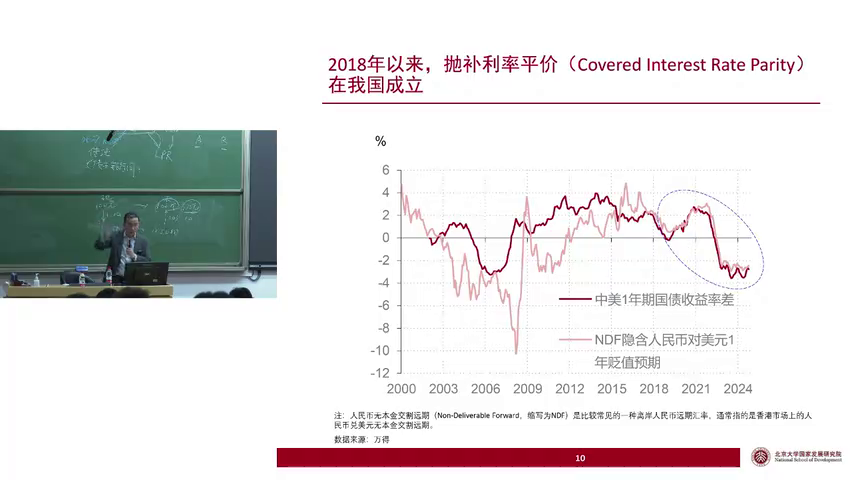 2018年以来，抛补利率平价（Covered Interest Rate Parity）
在我国成立
%
6
4
2
0
-2
-4
-6
-8
-10
-12
2000 2003 2006 2009 2012 2015 2018 2021 2024
中美1年期国债收益率差
NDF隐含人民币对美元1
年贬值预期
注：人民币无本金交割远期（Non-Deliverable Forward，缩写为NDF）是比较常见的一种离岸人民币远期汇率，通常指的是香港市场上的人
民币兑美元无本金交割远期。
数据来源：万得
10
北京大学国家发展研究院
National School of Development
LPR